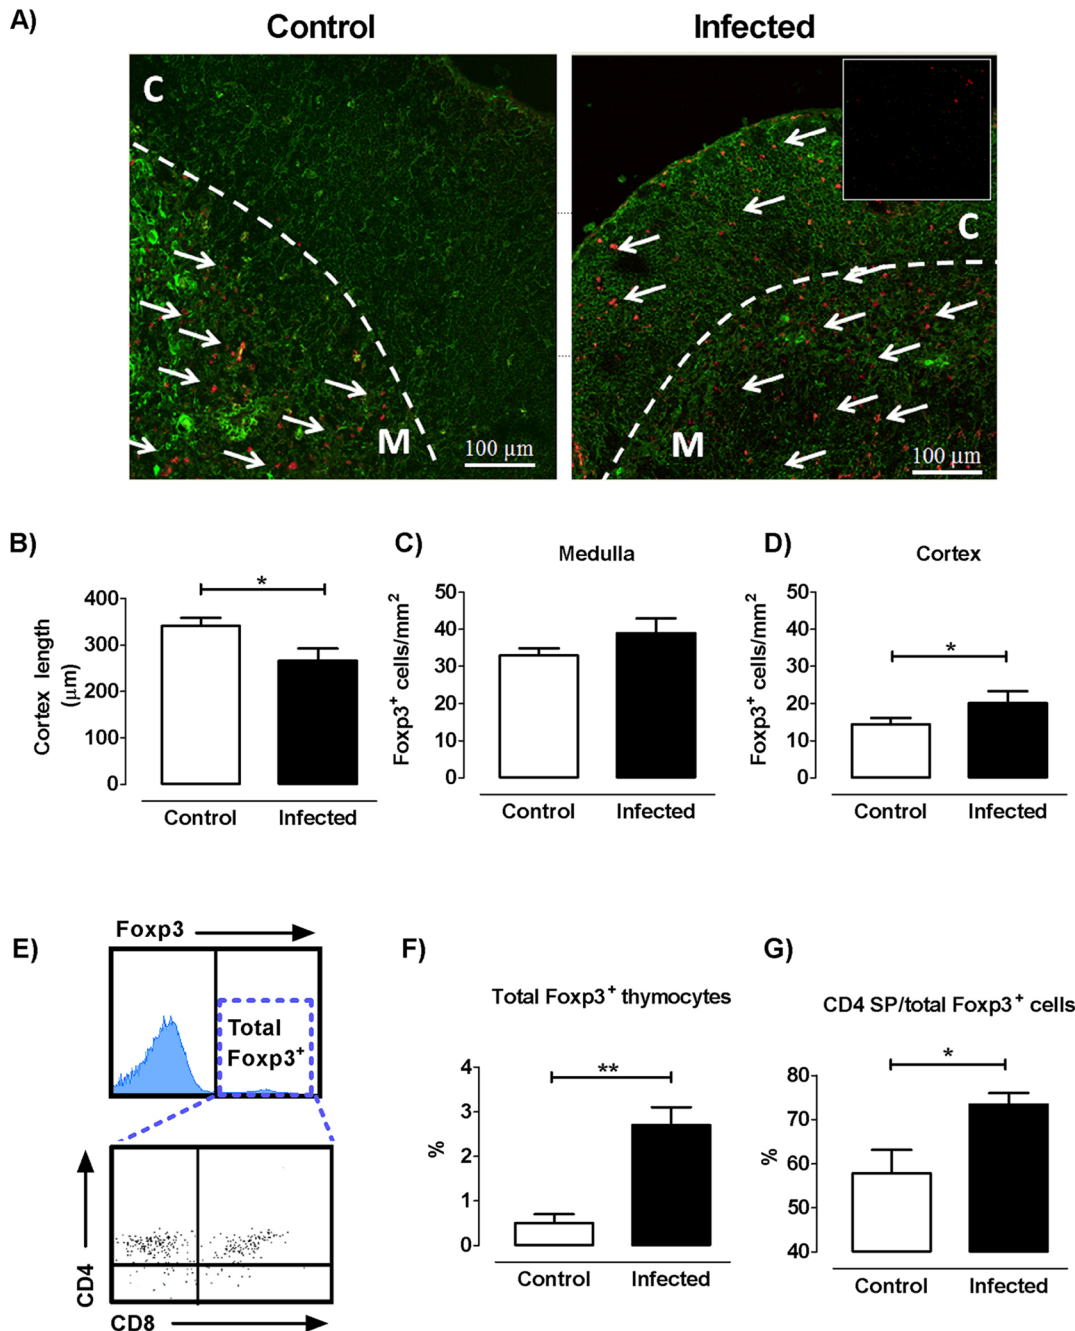 A)
Control
Infected
C
M
100 µm
C
M
100 µm
B)
Cortex length
(µm)
400
300
200
100
0
*
Control
Infected
C)
Medulla
Foxp3+ cells/mm2
50
40
30
20
10
0
Control
Infected
D)
Cortex
Foxp3+ cells/mm2
50
40
30
20
10
0
*
Control
Infected
E)
Foxp3
Total
Foxp3+
CD4
CD8
F)
Total Foxp3+ thymocytes
%
4
3
2
1
0
**
Control
Infected
G)
CD4 SP/total Foxp3+ cells
%
80
70
60
50
40
*
Control
Infected